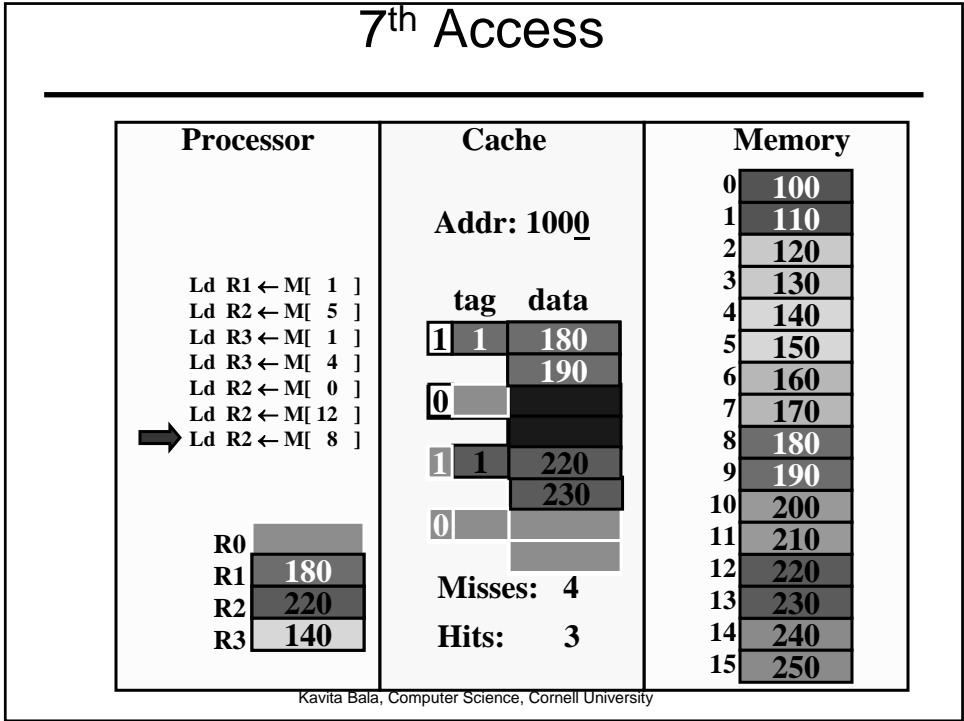 7th Access
Processor
Ld R1 ← M[ 1 ]
Ld R2 ← M[ 5 ]
Ld R3 ← M[ 1 ]
Ld R3 ← M[ 4 ]
Ld R2 ← M[ 0 ]
Ld R2 ← M[ 12 ]
Ld R2 ← M[ 8 ]
R0
R1 180
R2 220
R3 140
Cache
Addr: 1000
tag data
1 1 180
190
0
1 1 220
230
0
Misses: 4
Hits: 3
Memory
0 100
1 110
2 120
3 130
4 140
5 150
6 160
7 170
8 180
9 190
10 200
11 210
12 220
13 230
14 240
15 250
Kavita Bala, Computer Science, Cornell University